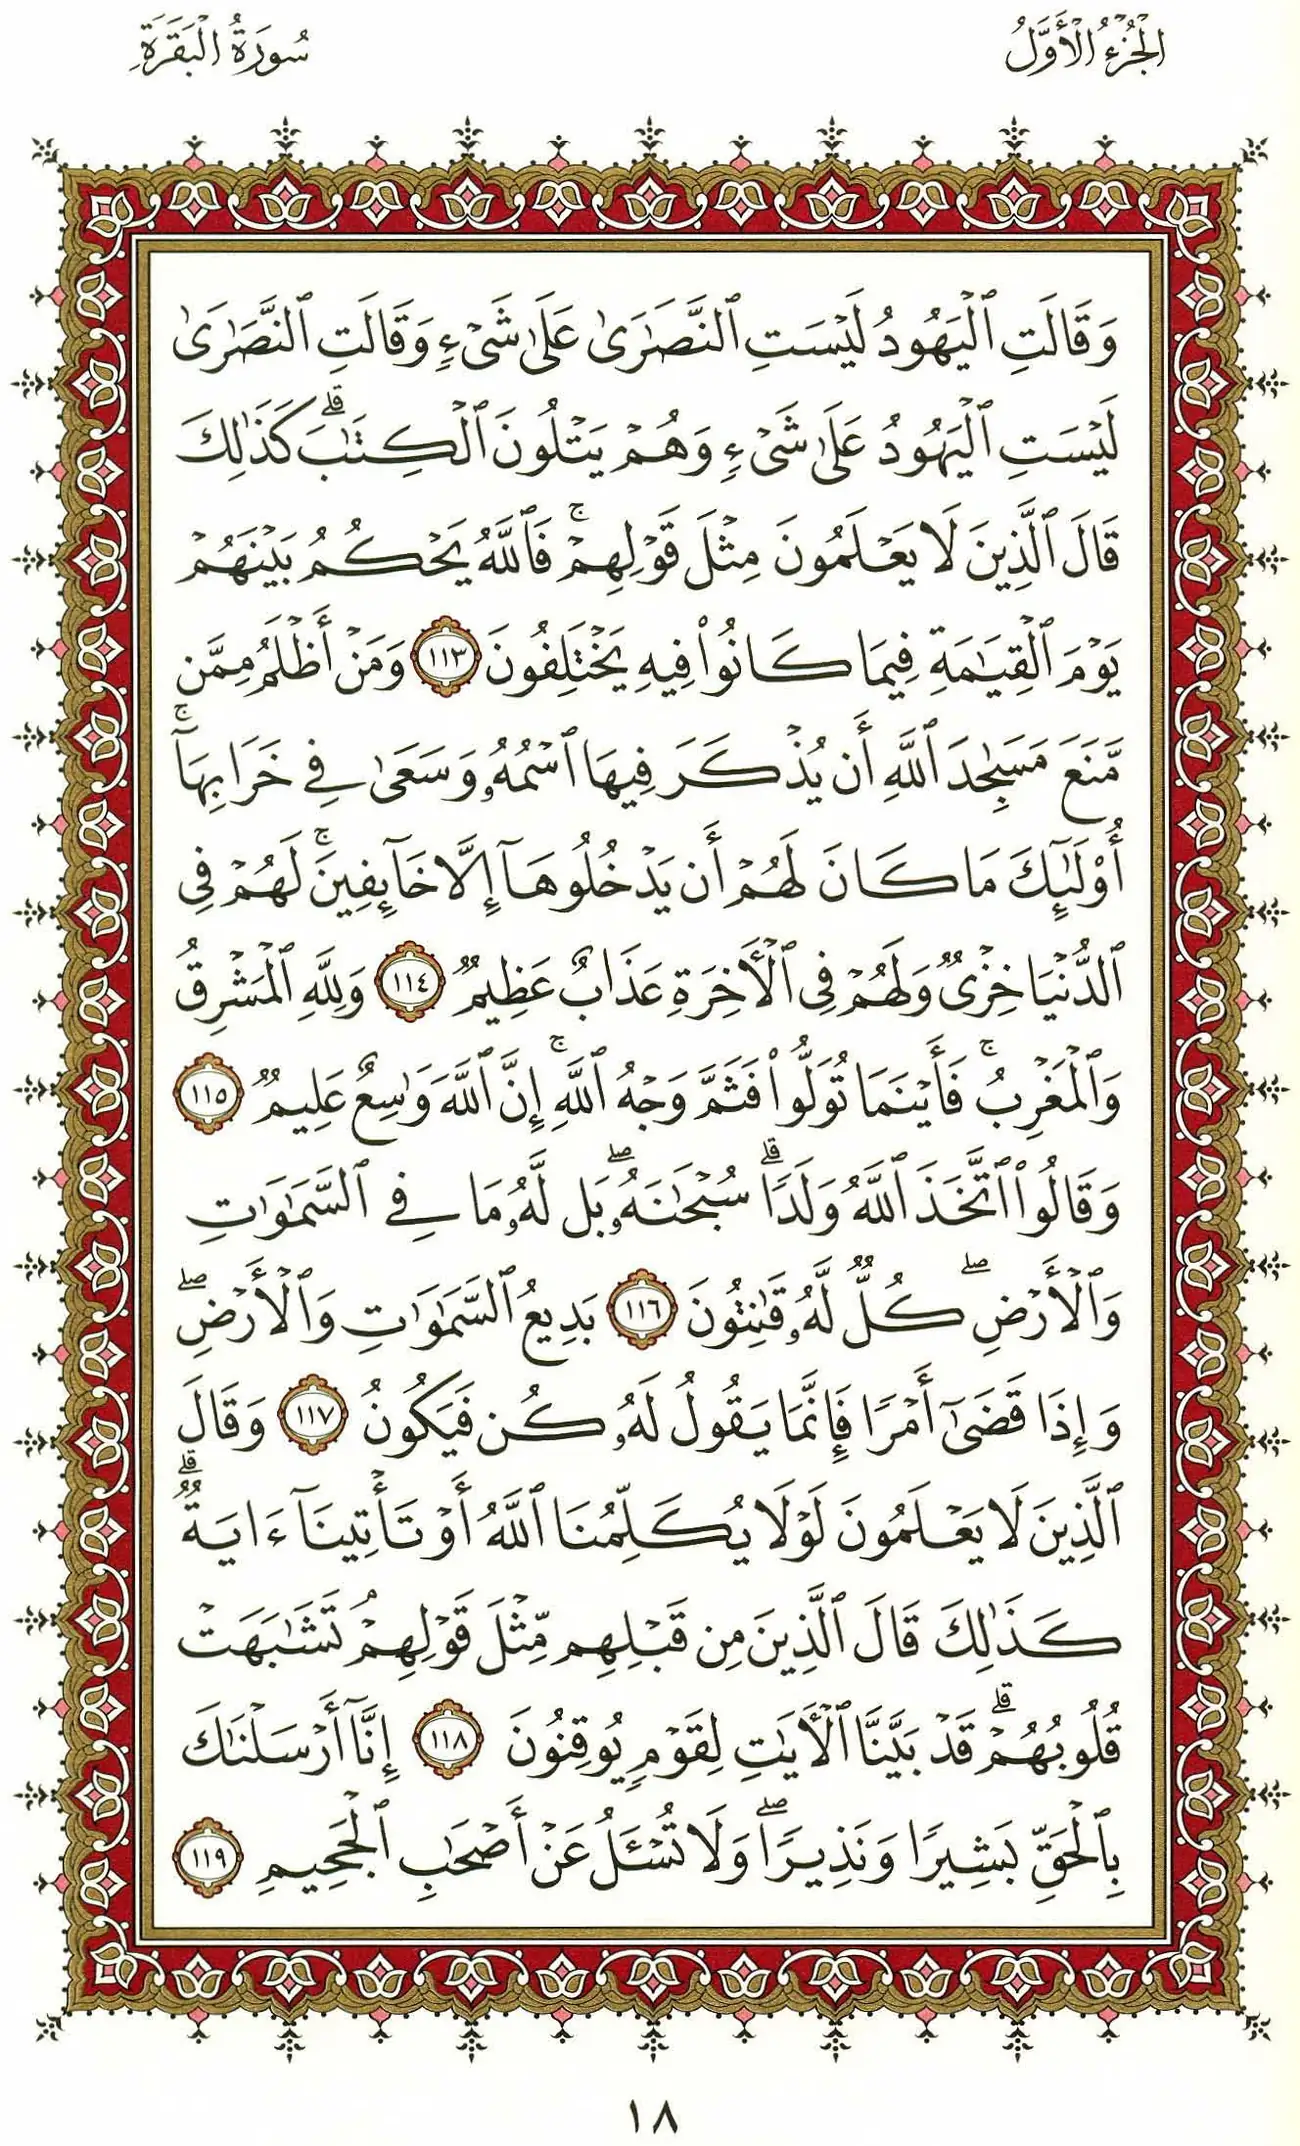 الجُزْءُ الأَوَّلُ
سُورَةُ البَقَرَةِ
وَقَالَتِ ٱلْيَهُودُ لَيْسَتِ ٱلنَّصَٰرَىٰ عَلَىٰ شَىْءٍ وَقَالَتِ ٱلنَّصَٰرَىٰ
لَيْسَتِ ٱلْيَهُودُ عَلَىٰ شَىْءٍ وَهُمْ يَتْلُونَ ٱلْكِتَٰبَ ۗ كَذَٰلِكَ
قَالَ ٱلَّذِينَ لَا يَعْلَمُونَ مِثْلَ قَوْلِهِمْ ۚ فَٱللَّهُ يَحْكُمُ بَيْنَهُمْ
يَوْمَ ٱلْقِيَٰمَةِ فِيمَا كَانُوا۟ فِيهِ يَخْتَلِفُونَ ١١٣ وَمَنْ أَظْلَمُ مِمَّن
مَّنَعَ مَسَٰجِدَ ٱللَّهِ أَن يُذْكَرَ فِيهَا ٱسْمُهُۥ وَسَعَىٰ فِى خَرَابِهَآ ۚ
أُو۟لَٰٓئِكَ مَا كَانَ لَهُمْ أَن يَدْخُلُوهَآ إِلَّا خَآئِفِينَ ۚ لَهُمْ فِى
ٱلدُّنْيَا خِزْىٌ وَلَهُمْ فِى ٱلْأَخِرَةِ عَذَابٌ عَظِيمٌ ١١٤ وَلِلَّهِ ٱلْمَشْرِقُ
وَٱلْمَغْرِبُ ۚ فَأَيْنَمَا تُوَلُّوا۟ فَثَمَّ وَجْهُ ٱللَّهِ ۚ إِنَّ ٱللَّهَ وَٰسِعٌ عَلِيمٌ ١١٥
وَقَالُوا۟ ٱتَّخَذَ ٱللَّهُ وَلَدًا ۗ سُبْحَٰنَهُۥ ۖ بَل لَّهُۥ مَا فِى ٱلسَّمَٰوَٰتِ
وَٱلْأَرْضِ ۖ كُلٌّ لَّهُۥ قَٰنِتُونَ ١١٦ بَدِيعُ ٱلسَّمَٰوَٰتِ وَٱلْأَرْضِ ۖ
وَإِذَا قَضَىٰٓ أَمْرًا فَإِنَّمَا يَقُولُ لَهُۥ كُن فَيَكُونُ ١١٧ وَقَالَ
ٱلَّذِينَ لَا يَعْلَمُونَ لَوْلَا يُكَلِّمُنَا ٱللَّهُ أَوْ تَأْتِينَآ ءَايَةٌ ۗ
كَذَٰلِكَ قَالَ ٱلَّذِينَ مِن قَبْلِهِم مِّثْلَ قَوْلِهِمْ ۘ تَشَٰبَهَتْ
قُلُوبُهُمْ ۗ قَدْ بَيَّنَّا ٱلْأَيَٰتِ لِقَوْمٍ يُوقِنُونَ ١١٨ إِنَّآ أَرْسَلْنَٰكَ
بِٱلْحَقِّ بَشِيرًا وَنَذِيرًا ۖ وَلَا تُسْـَٔلُ عَنْ أَصْحَٰبِ ٱلْجَحِيمِ ١١٩
١٨